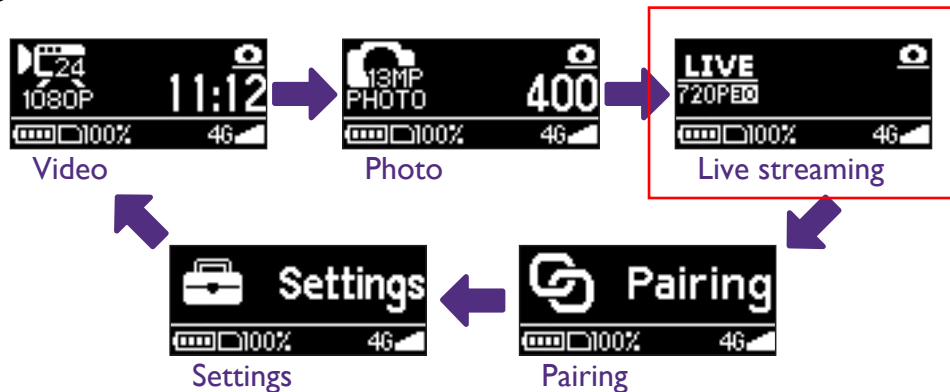 24
1080P 11:12
100% 4G
Video
13MP
PHOTO 400
100% 4G
Photo
LIVE
720P EIQ
100% 4G
Live streaming
Settings
100% 4G
Settings
Pairing
100% 4G
Pairing